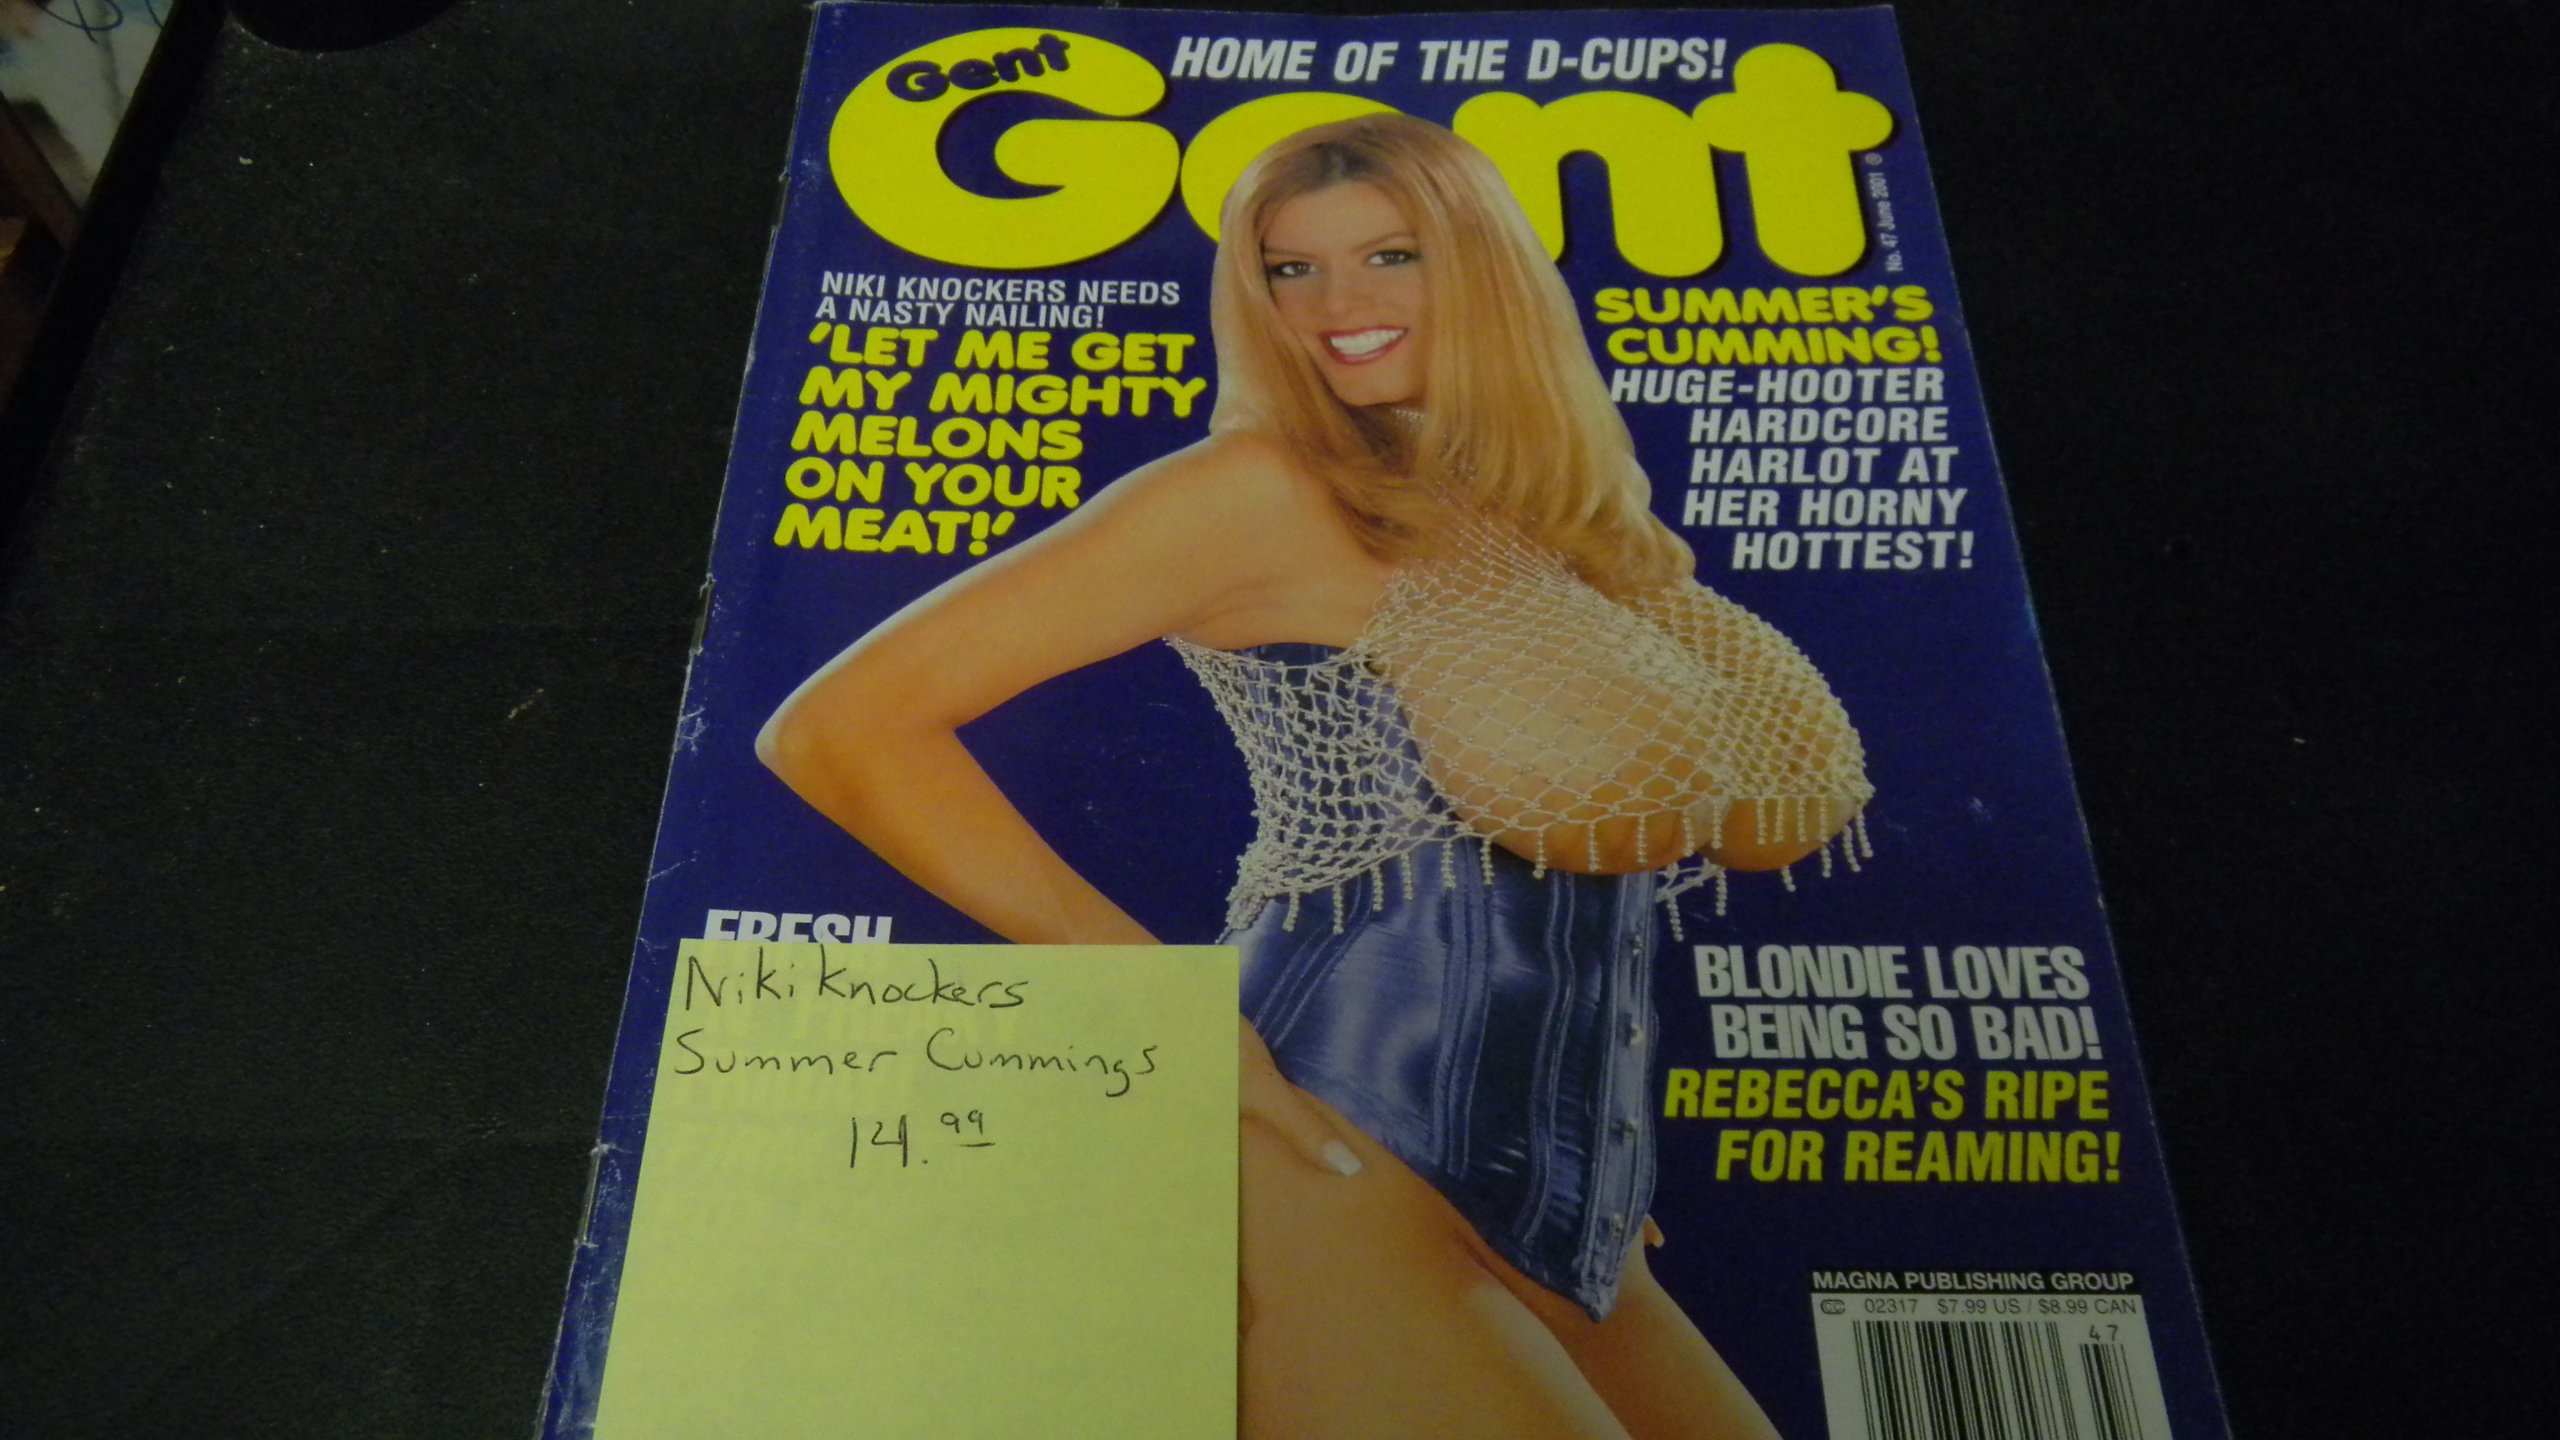 HOME OF THE D-CUPS!
Gent
Gent
No. 47 June 2001 ®
NIKI KNOCKERS NEEDS
A NASTY NAILING!
'LET ME GET
MY MIGHTY
MELONS
ON YOUR
MEAT!'
SUMMER'S
CUMMING!
HUGE-HOOTER
HARDCORE
HARLOT AT
HER HORNY
HOTTEST!
FRESH
Niki Knockers
Summer Cummings
14.99
BLONDIE LOVES
BEING SO BAD!
REBECCA'S RIPE
FOR REAMING!
MAGNA PUBLISHING GROUP
CC 02317 $7.99 US / $8.99 CAN
47